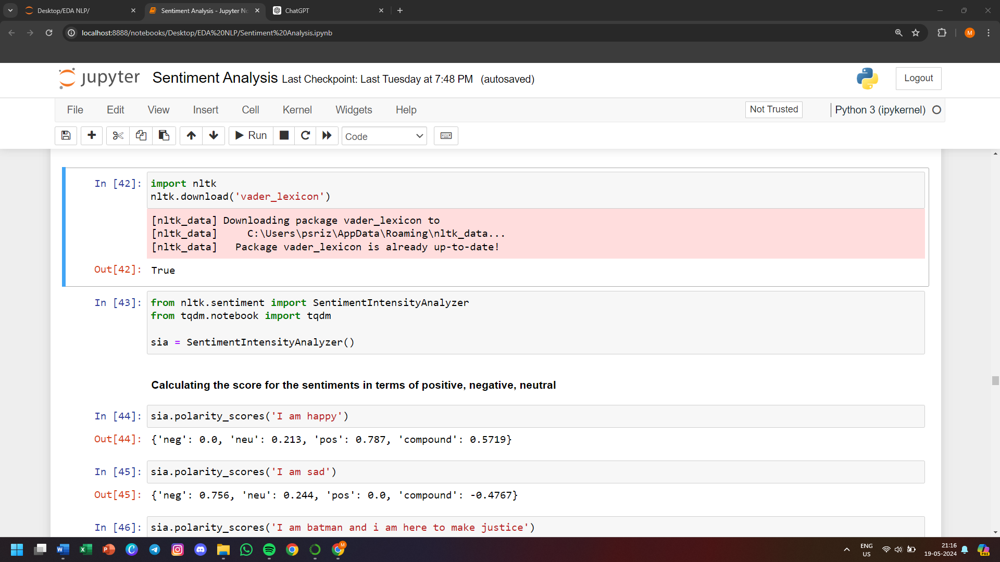 Desktop/EDA NLP/
Sentiment Analysis - Jupyter No
ChatGPT
localhost:8888/notebooks/Desktop/EDA%20NLP/Sentiment%20Analysis.ipynb
M
jupyter
Sentiment Analysis Last Checkpoint: Last Tuesday at 7:48 PM (autosaved)
Logout
File Edit View Insert Cell Kernel Widgets Help
Not Trusted
Python 3 (ipykernel)
Run
Code
In [42]: import nltk
nltk.download('vader_lexicon')
[nltk_data] Downloading package vader_lexicon to
[nltk_data]     C:\Users\psriz\AppData\Roaming\nltk_data...
[nltk_data]   Package vader_lexicon is already up-to-date!
Out[42]: True
In [43]: from nltk.sentiment import SentimentIntensityAnalyzer
from tqdm.notebook import tqdm
sia = SentimentIntensityAnalyzer()
Calculating the score for the sentiments in terms of positive, negative, neutral
In [44]: sia.polarity_scores('I am happy')
Out[44]: {'neg': 0.0, 'neu': 0.213, 'pos': 0.787, 'compound': 0.5719}
In [45]: sia.polarity_scores('I am sad')
Out[45]: {'neg': 0.756, 'neu': 0.244, 'pos': 0.0, 'compound': -0.4767}
In [46]: sia.polarity_scores('I am batman and i am here to make justice')
M
ENG
US
21:16
19-05-2024
PRE